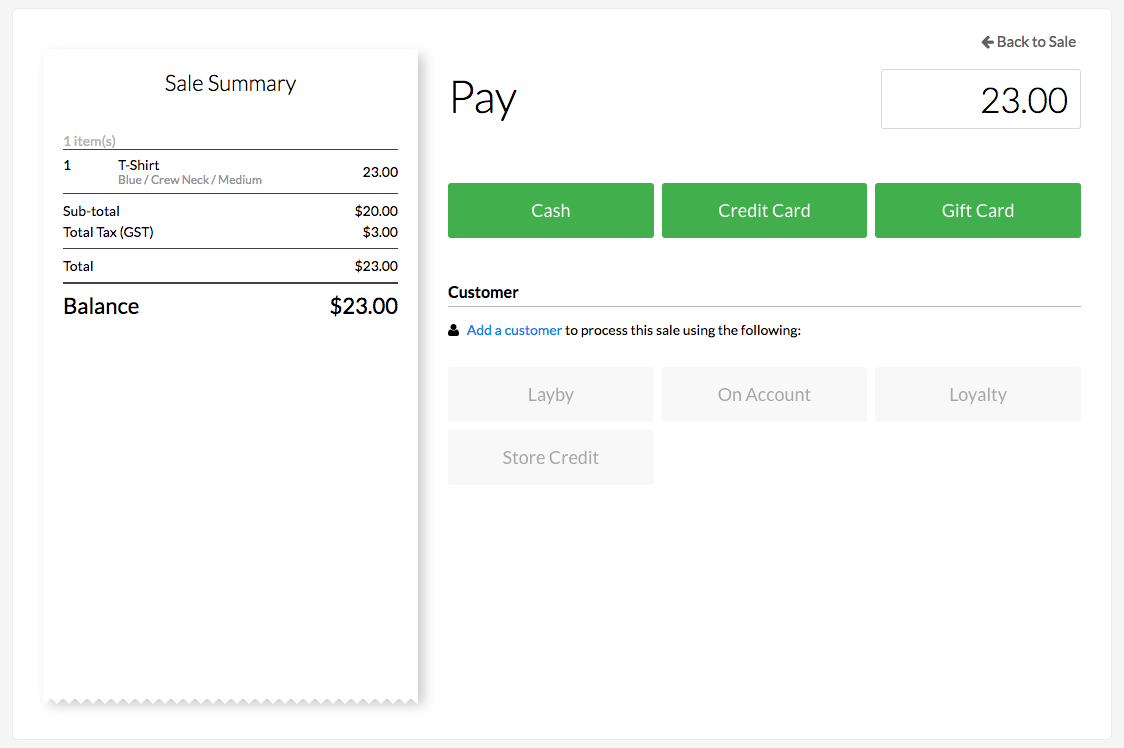 Back to Sale
Sale Summary
1 item(s)
1 T-Shirt 23.00
Blue / Crew Neck / Medium
Sub-total $20.00
Total Tax (GST) $3.00
Total $23.00
Balance $23.00
Pay 23.00
Cash Credit Card Gift Card
Customer
Add a customer to process this sale using the following:
Layby On Account Loyalty
Store Credit